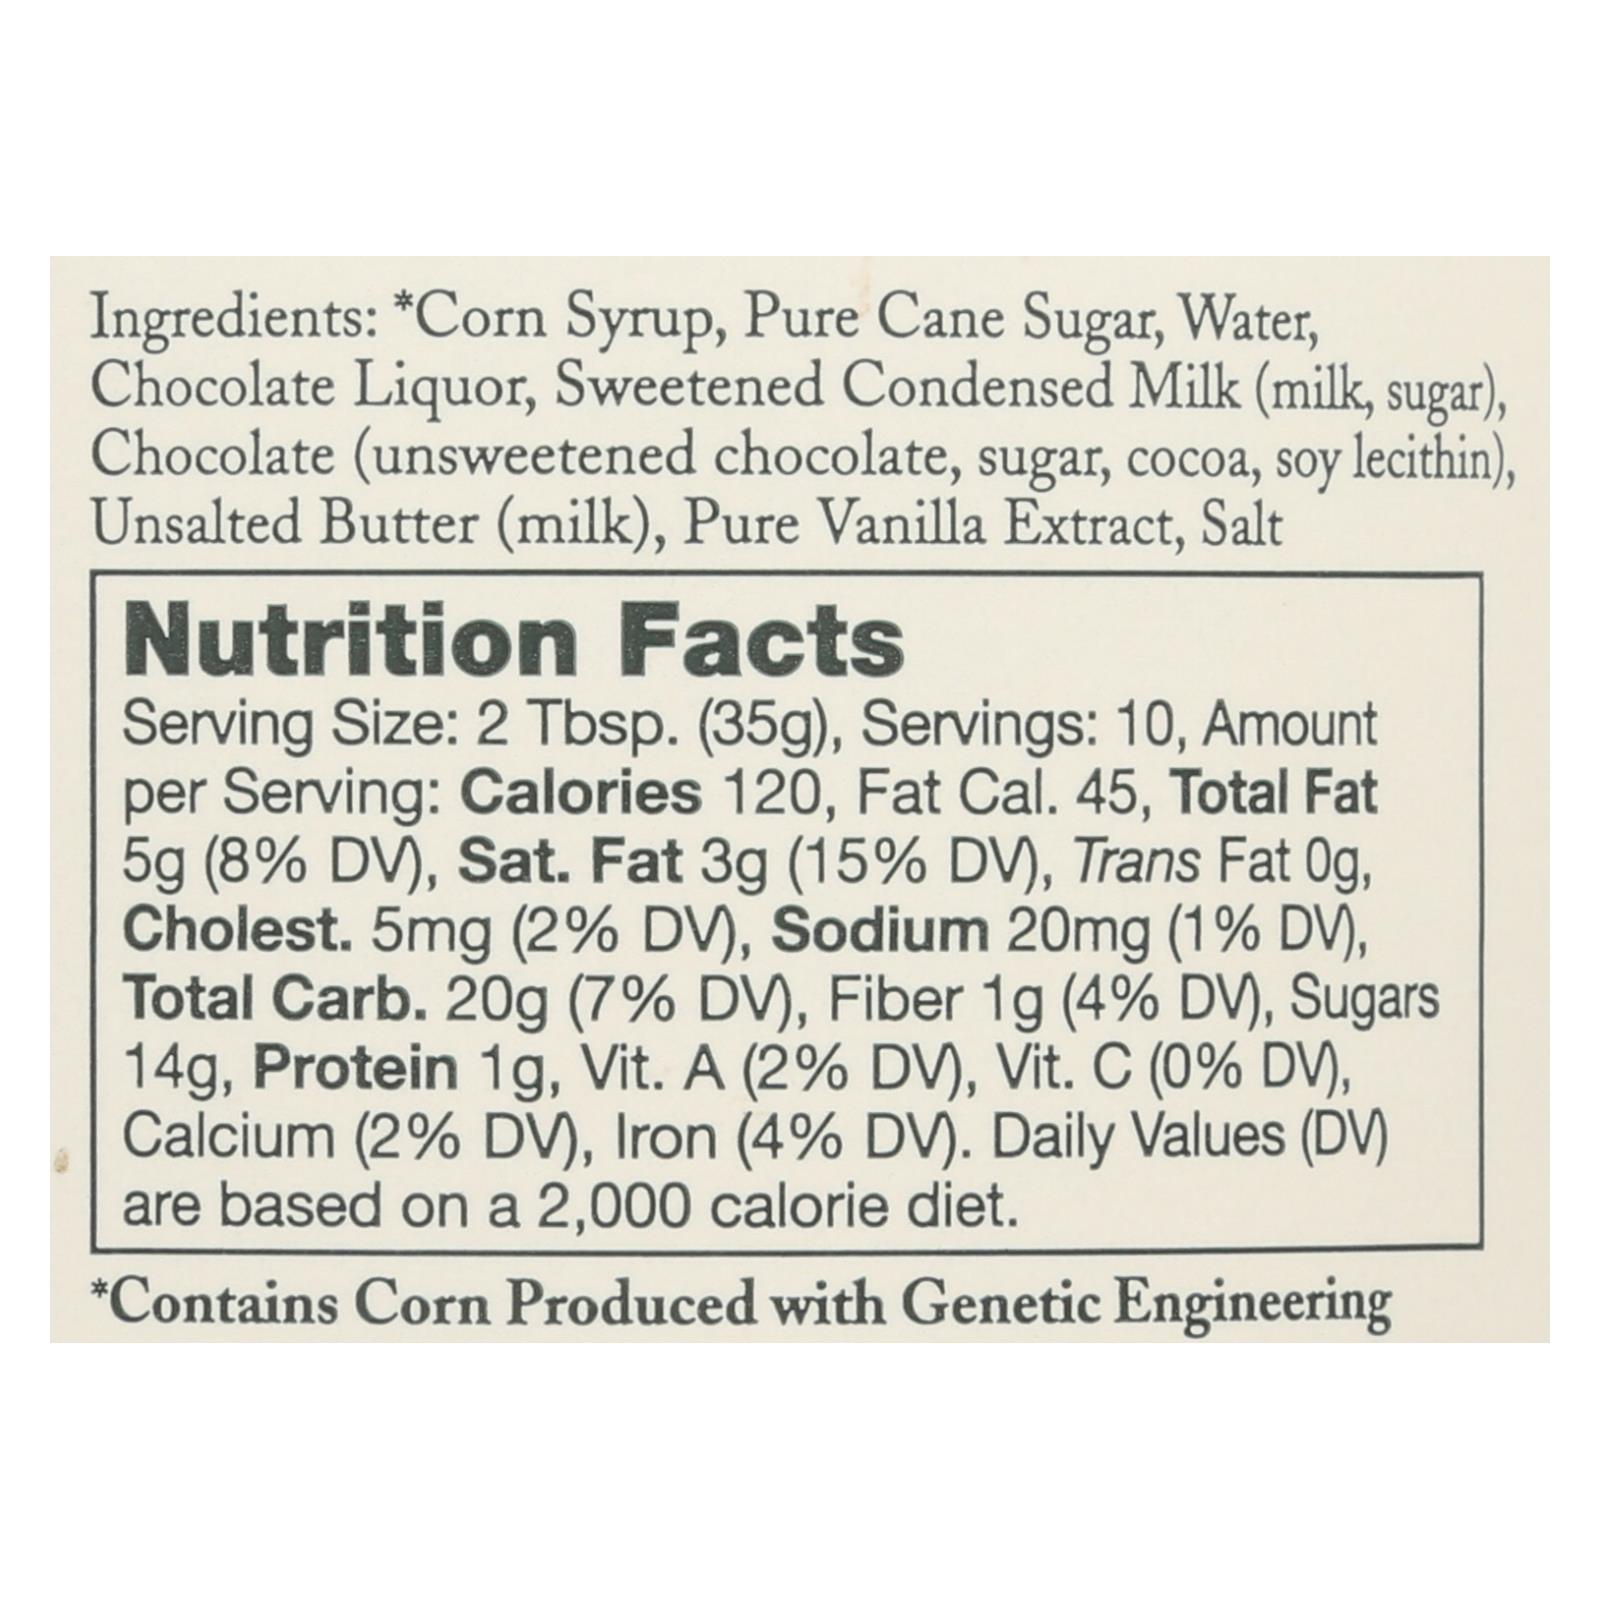 Ingredients: *Corn Syrup, Pure Cane Sugar, Water,
Chocolate Liquor, Sweetened Condensed Milk (milk, sugar),
Chocolate (unsweetened chocolate, sugar, cocoa, soy lecithin),
Unsalted Butter (milk), Pure Vanilla Extract, Salt
Nutrition Facts
Serving Size: 2 Tbsp. (35g), Servings: 10, Amount
per Serving: Calories 120, Fat Cal. 45, Total Fat
5g (8% DV), Sat. Fat 3g (15% DV), Trans Fat 0g,
Cholest. 5mg (2% DV), Sodium 20mg (1% DV),
Total Carb. 20g (7% DV), Fiber 1g (4% DV), Sugars
14g, Protein 1g, Vit. A (2% DV), Vit. C (0% DV),
Calcium (2% DV), Iron (4% DV). Daily Values (DV)
are based on a 2,000 calorie diet.
*Contains Corn Produced with Genetic Engineering